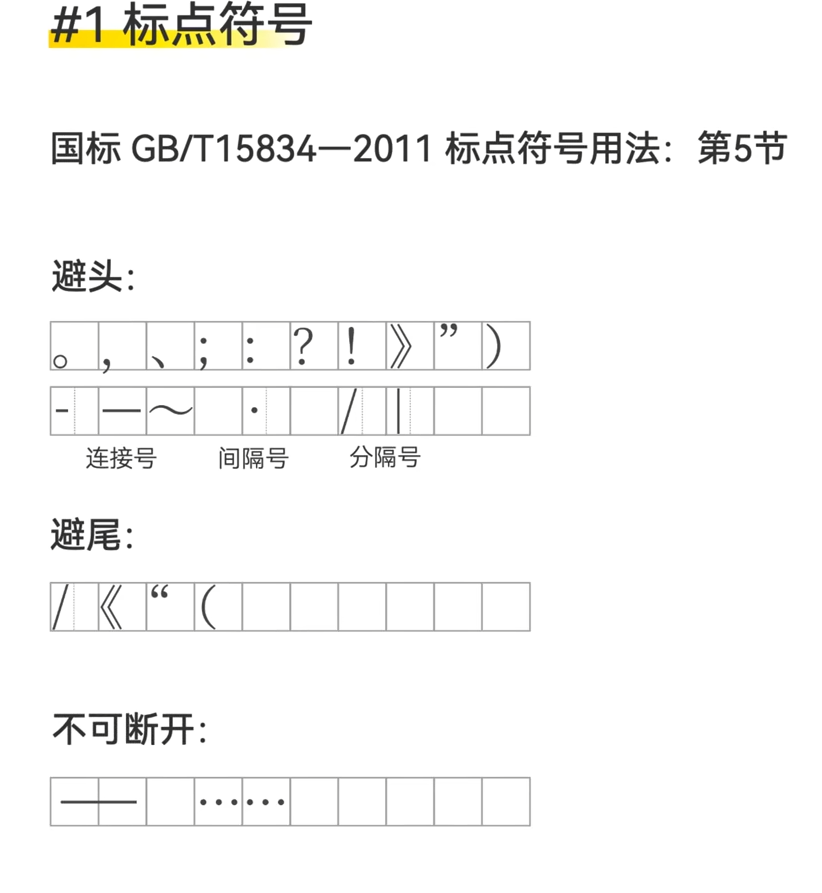 #1 标点符号
国标 GB/T15834—2011 标点符号用法：第5节
避头：
。，、；：？！》”）
- — ～ · / |
连接号 间隔号 分隔号
避尾：
/《“（
不可断开：
—— ……